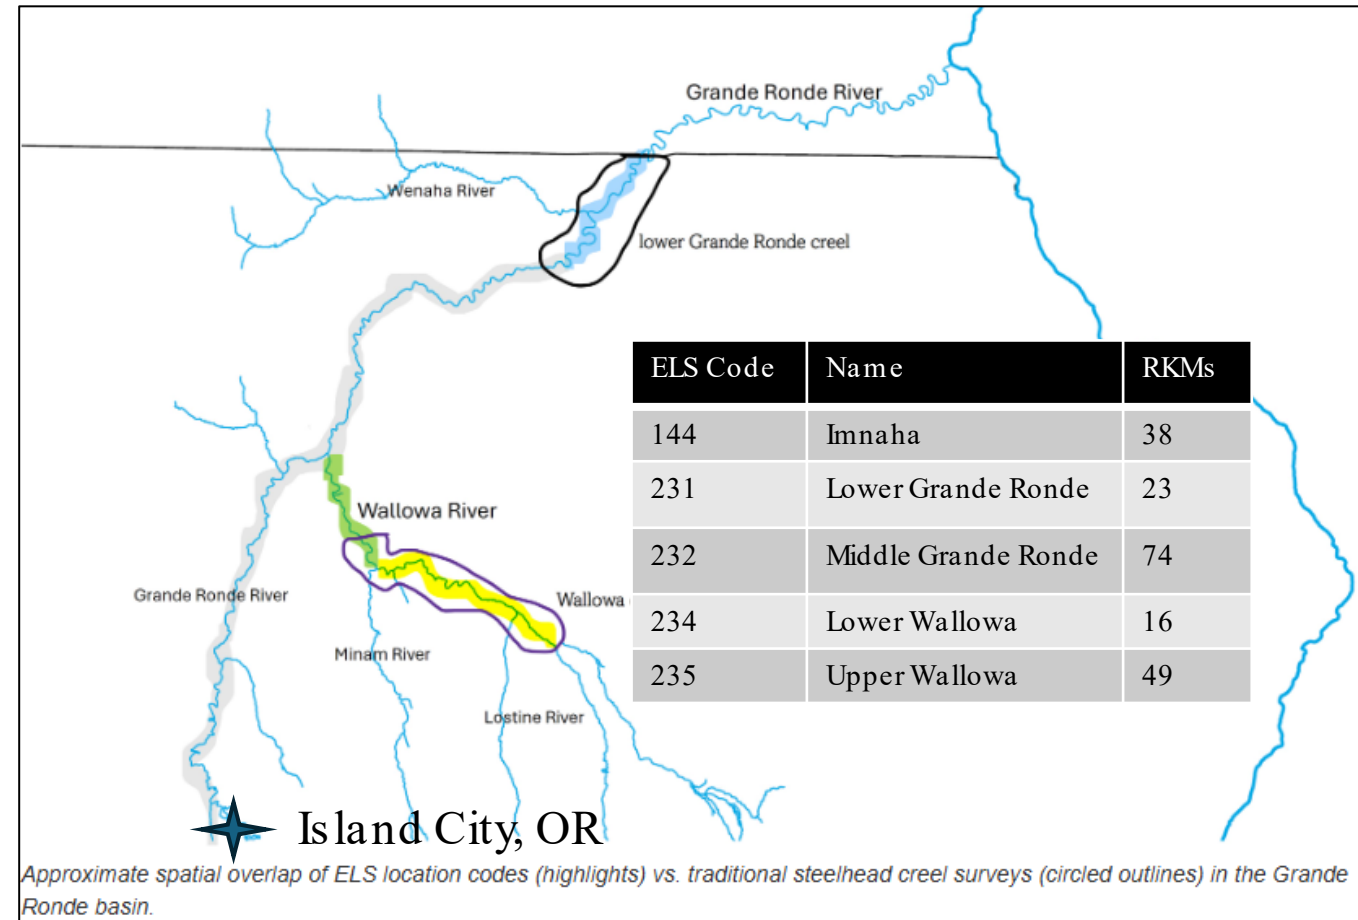 Grande Ronde River
Wenaha River
lower Grande Ronde creel
ELS Code Name RKMs
144 Imnaha 38
231 Lower Grande Ronde 23
232 Middle Grande Ronde 74
234 Lower Wallowa 16
235 Upper Wallowa 49
Wallowa River
Grande Ronde River
Wallowa
Minam River
Lostine River
Island City, OR
Approximate spatial overlap of ELS location codes (highlights) vs. traditional steelhead creel surveys (circled outlines) in the Grande
Ronde basin.